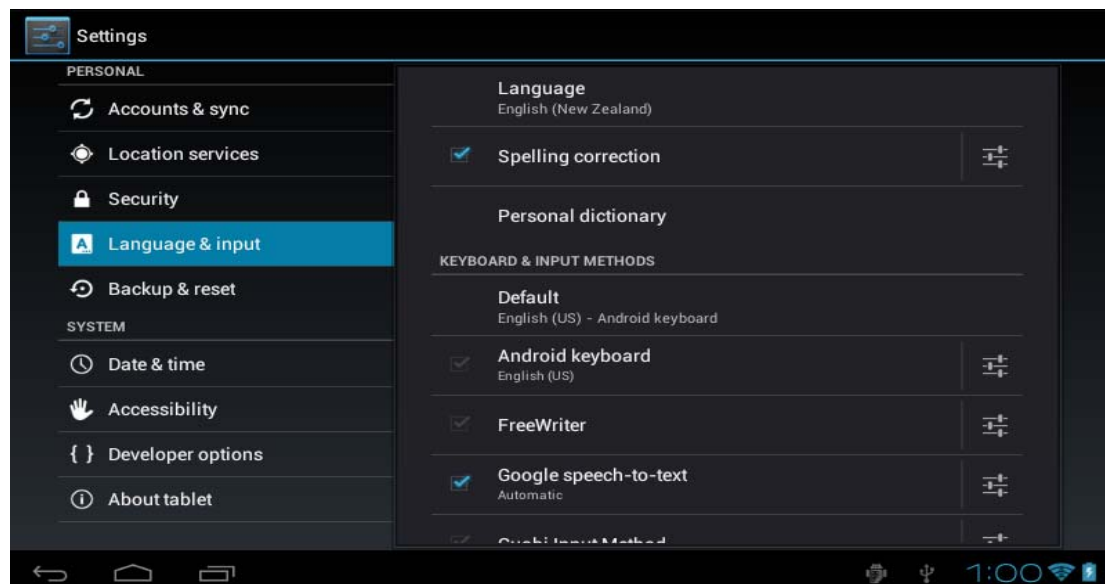 Settings
PERSONAL
Accounts & sync
Location services
Security
Language & input
Backup & reset
SYSTEM
Date & time
Accessibility
{ } Developer options
About tablet
Language
English (New Zealand)
Spelling correction
Personal dictionary
KEYBOARD & INPUT METHODS
Default
English (US) - Android keyboard
Android keyboard
English (US)
FreeWriter
Google speech-to-text
Automatic
Input Method
1:00